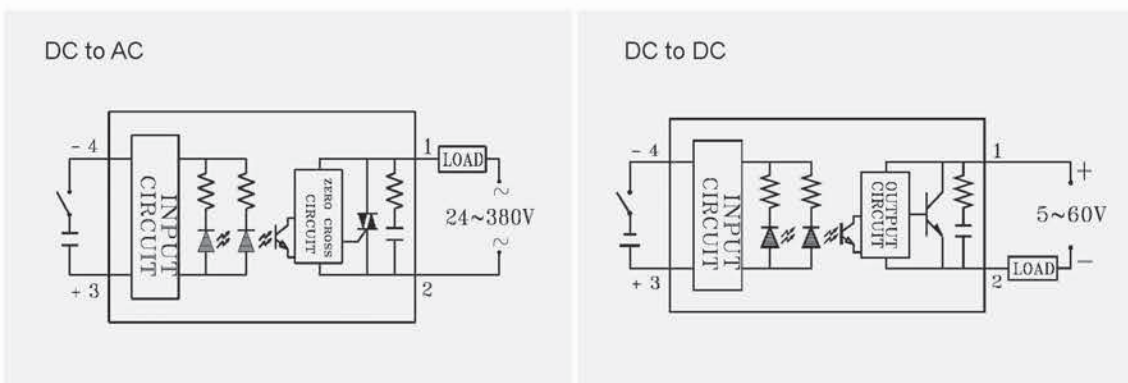 DC to AC
- 4
+ 3
INPUT
CIRCUIT
ZERO CROSS
CIRCUIT
1
LOAD
24~380V
2
DC to DC
- 4
+ 3
INPUT
CIRCUIT
OUTPUT
CIRCUIT
1
+
5~60V
-
2
LOAD